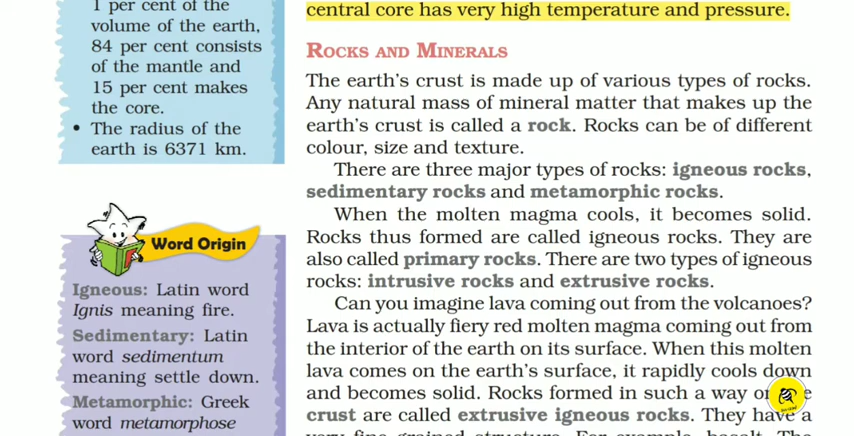 1 per cent of the
volume of the earth,
84 per cent consists
of the mantle and
15 per cent makes
the core.
• The radius of the
earth is 6371 km.
Word Origin
Igneous: Latin word
Ignis meaning fire.
Sedimentary: Latin
word sedimentum
meaning settle down.
Metamorphic: Greek
word metamorphose
central core has very high temperature and pressure.
ROCKS AND MINERALS
The earth's crust is made up of various types of rocks.
Any natural mass of mineral matter that makes up the
earth's crust is called a rock. Rocks can be of different
colour, size and texture.
There are three major types of rocks: igneous rocks,
sedimentary rocks and metamorphic rocks.
When the molten magma cools, it becomes solid.
Rocks thus formed are called igneous rocks. They are
also called primary rocks. There are two types of igneous
rocks: intrusive rocks and extrusive rocks.
Can you imagine lava coming out from the volcanoes?
Lava is actually fiery red molten magma coming out from
the interior of the earth on its surface. When this molten
lava comes on the earth's surface, it rapidly cools down
and becomes solid. Rocks formed in such a way
crust are called extrusive igneous rocks. They have a
very fine grained structure. For example, basalt. The